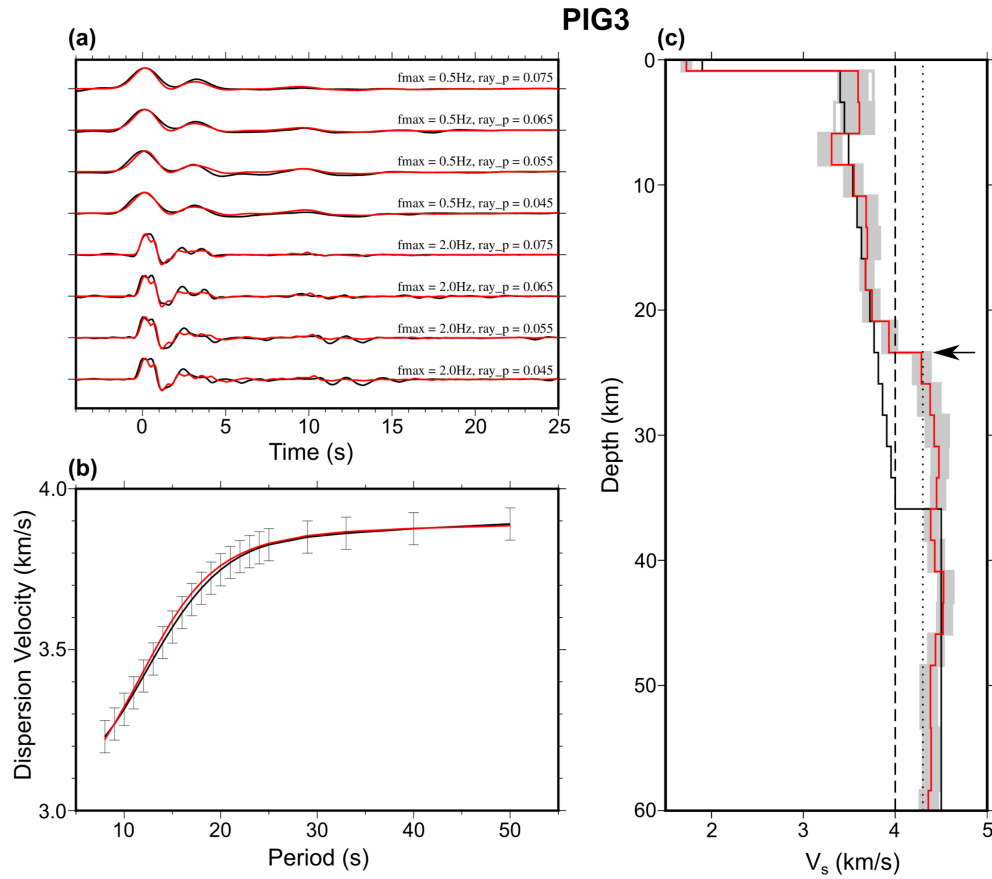 PIG3
(a)
fmax = 0.5Hz, ray_p = 0.075
fmax = 0.5Hz, ray_p = 0.065
fmax = 0.5Hz, ray_p = 0.055
fmax = 0.5Hz, ray_p = 0.045
fmax = 2.0Hz, ray_p = 0.075
fmax = 2.0Hz, ray_p = 0.065
fmax = 2.0Hz, ray_p = 0.055
fmax = 2.0Hz, ray_p = 0.045
0 5 10 15 20 25
Time (s)
(b)
Dispersion Velocity (km/s)
4.0
3.5
3.0
10 20 30 40 50
Period (s)
(c)
Depth (km)
0
10
20
30
40
50
60
2 3 4 5
Vs (km/s)